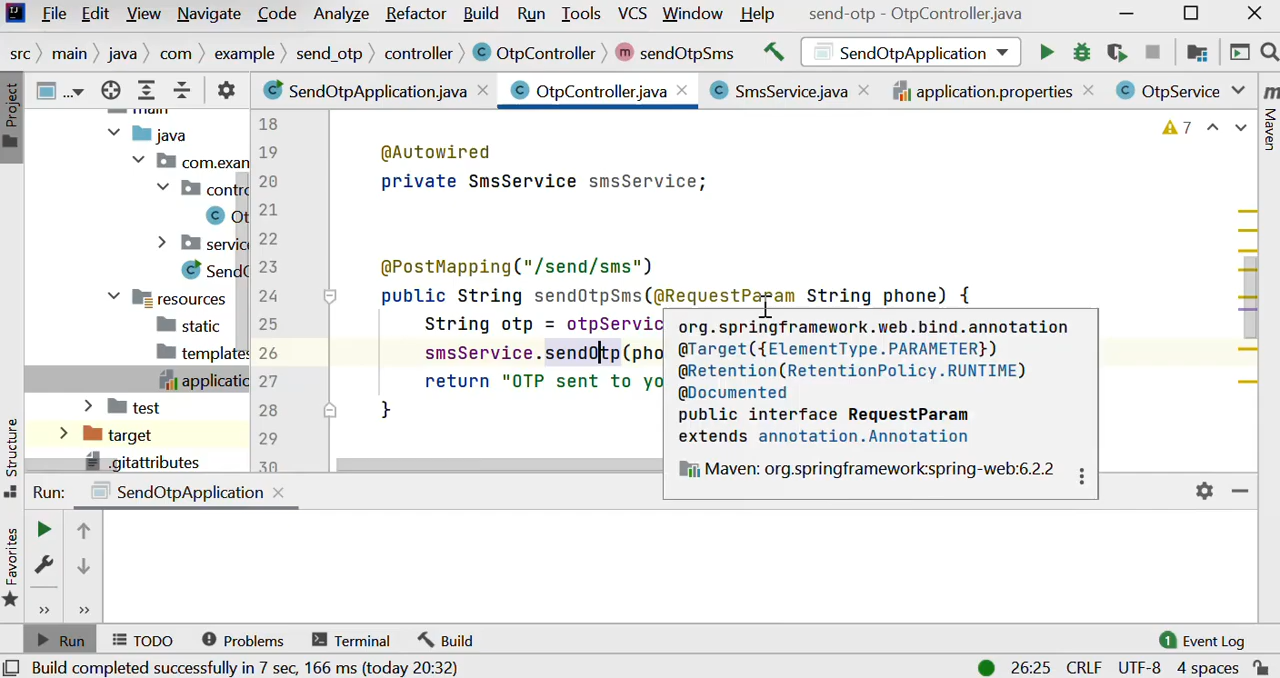 File Edit View Navigate Code Analyze Refactor Build Run Tools VCS Window Help send-otp - OtpController.java
src main java com example send_otp controller OtpController sendOtpSms SendOtpApplication
Project ... SendOtpApplication.java OtpController.java SmsService.java application.properties OtpService
Maven
Structure
Favorites
main
java
com.exan
contro
Ot
service
SendO
resources
static
templates
applicatio
test
target
.gitattributes
7
18
19 @Autowired
20 private SmsService smsService;
21
22
23 @PostMapping("/send/sms")
24 public String sendOtpSms(@RequestParam String phone) {
25 String otp = otpServic
26 smsService.sendOtp(pho
27 return "OTP sent to yo
28 }
29
30
org.springframework.web.bind.annotation
@Target({ElementType.PARAMETER})
@Retention(RetentionPolicy.RUNTIME)
@Documented
public interface RequestParam
extends annotation.Annotation
Maven: org.springframework:spring-web:6.2.2
Run: SendOtpApplication
Run TODO Problems Terminal Build 1 Event Log
Build completed successfully in 7 sec, 166 ms (today 20:32) 26:25 CRLF UTF-8 4 spaces